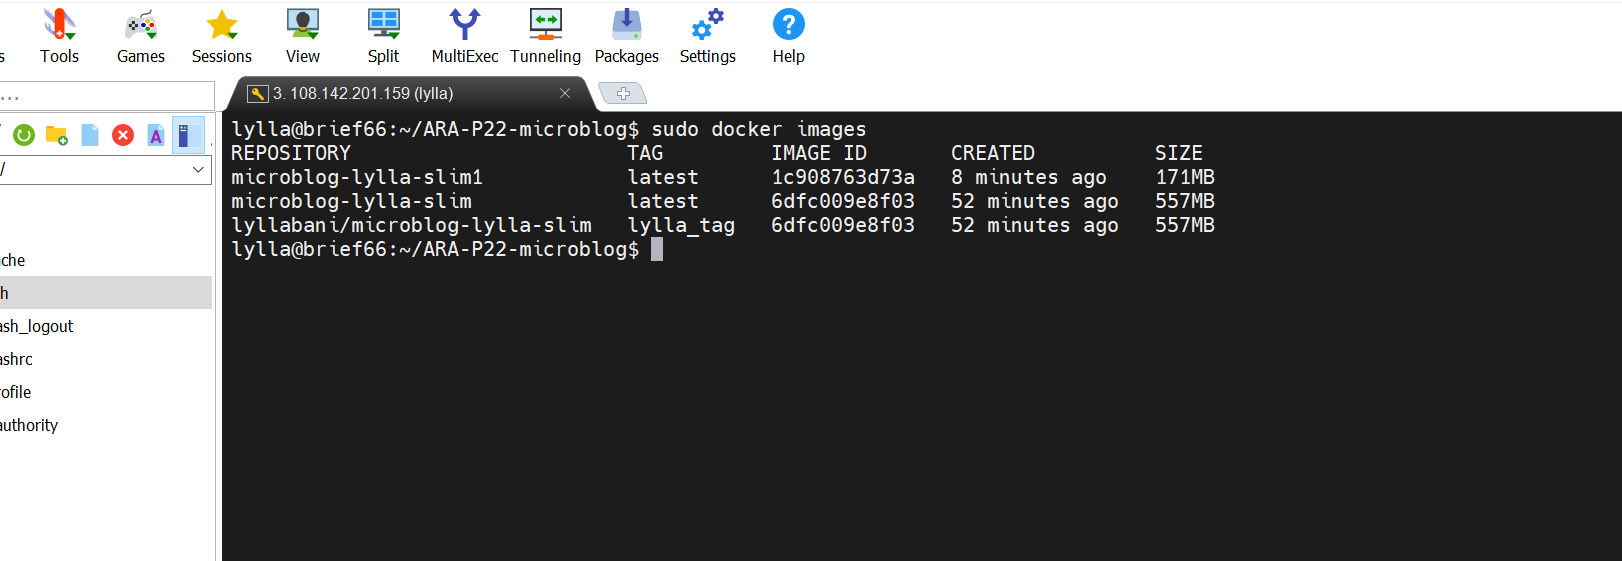 s Tools Games Sessions View Split MultiExec Tunneling Packages Settings Help
...
3. 108.142.201.159 (lylla)
/
che
h
ash_logout
ashrc
rofile
authority
lylla@brief66:~/ARA-P22-microblog$ sudo docker images
REPOSITORY TAG IMAGE ID CREATED SIZE
microblog-lylla-slim1 latest 1c908763d73a 8 minutes ago 171MB
microblog-lylla-slim latest 6dfc009e8f03 52 minutes ago 557MB
lyllabani/microblog-lylla-slim lylla_tag 6dfc009e8f03 52 minutes ago 557MB
lylla@brief66:~/ARA-P22-microblog$